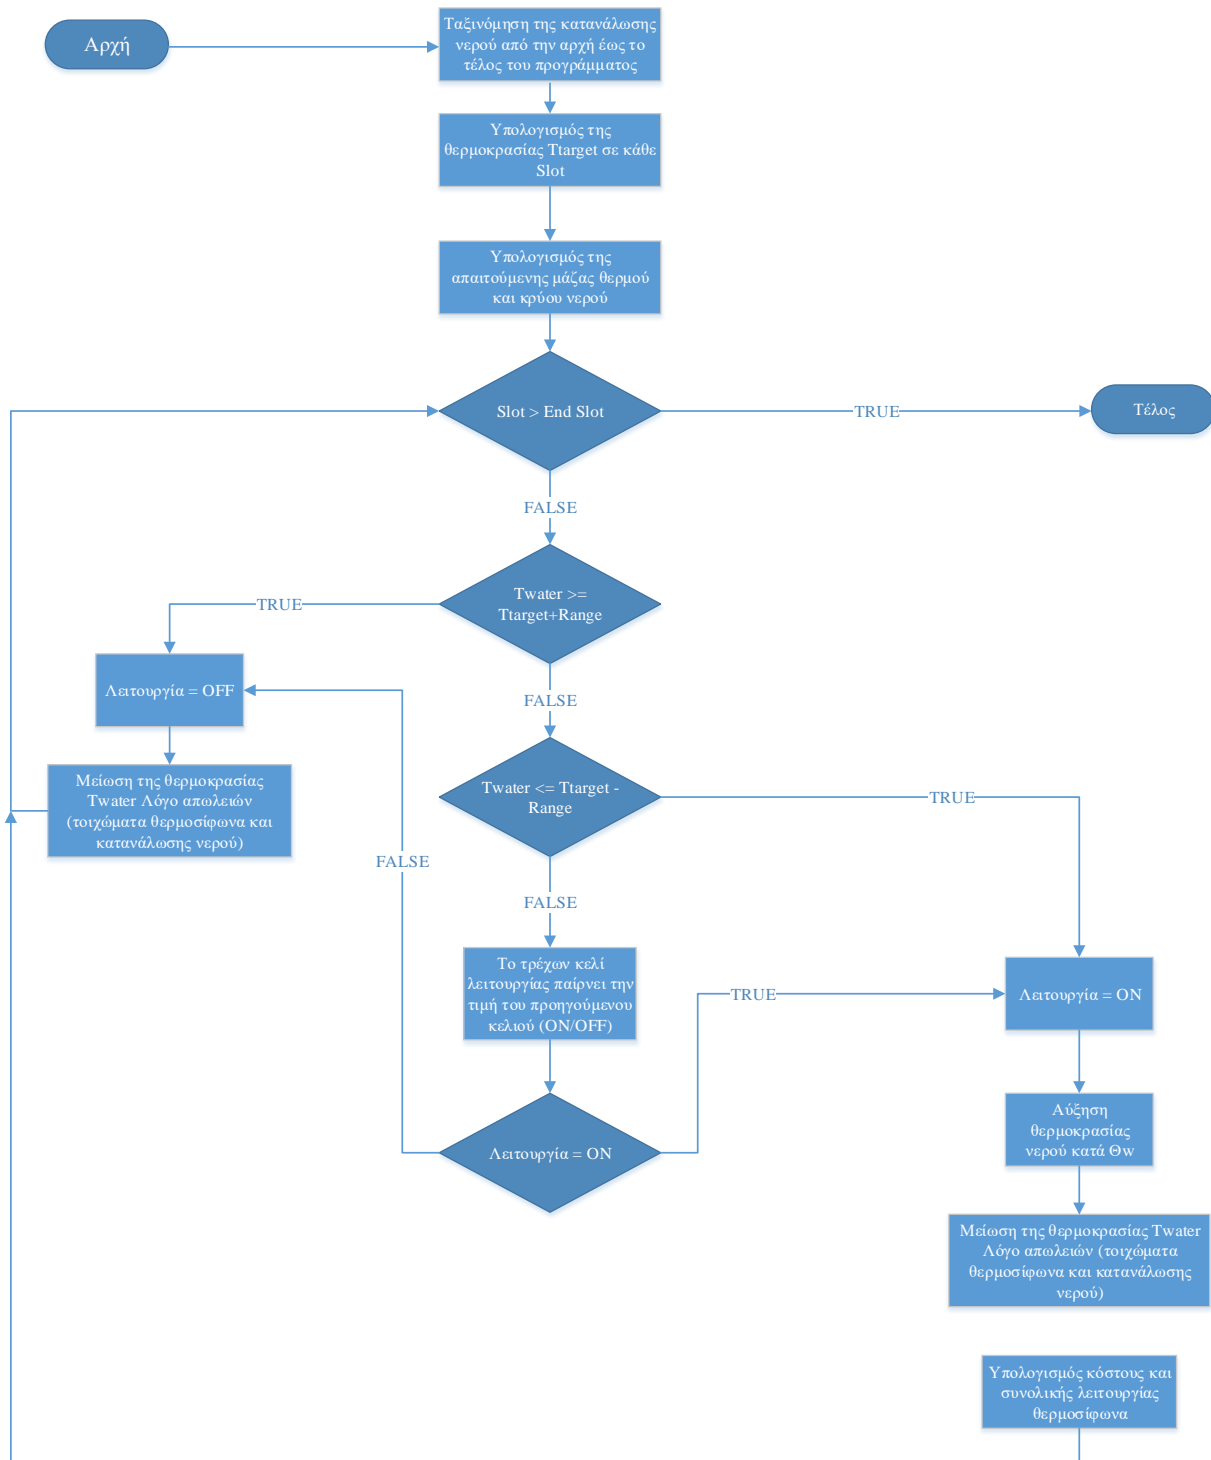 Αρχή
Ταξινόμηση της κατανάλωσης
νερού από την αρχή έως το
τέλος του προγράμματος
Υπολογισμός της
θερμοκρασίας Ttarget σε κάθε
Slot
Υπολογισμός της
απαιτούμενης μάζας θερμού
και κρύου νερού
Slot > End Slot
TRUE
Τέλος
FALSE
Twater >=
Ttarget+Range
TRUE
Λειτουργία = OFF
FALSE
Μείωση της θερμοκρασίας
Twater Λόγο απωλειών
(τοιχώματα θερμοσίφωνα και
κατανάλωσης νερού)
Twater <= Ttarget -
Range
TRUE
FALSE
FALSE
Το τρέχων κελί
λειτουργίας παίρνει την
τιμή του προηγούμενου
κελιού (ON/OFF)
TRUE
Λειτουργία = ON
Λειτουργία = ON
Αύξηση
θερμοκρασίας
νερού κατά Θw
Μείωση της θερμοκρασίας Twater
Λόγο απωλειών (τοιχώματα
θερμοσίφωνα και κατανάλωσης
νερού)
Υπολογισμός κόστους και
συνολικής λειτουργίας
θερμοσίφωνα